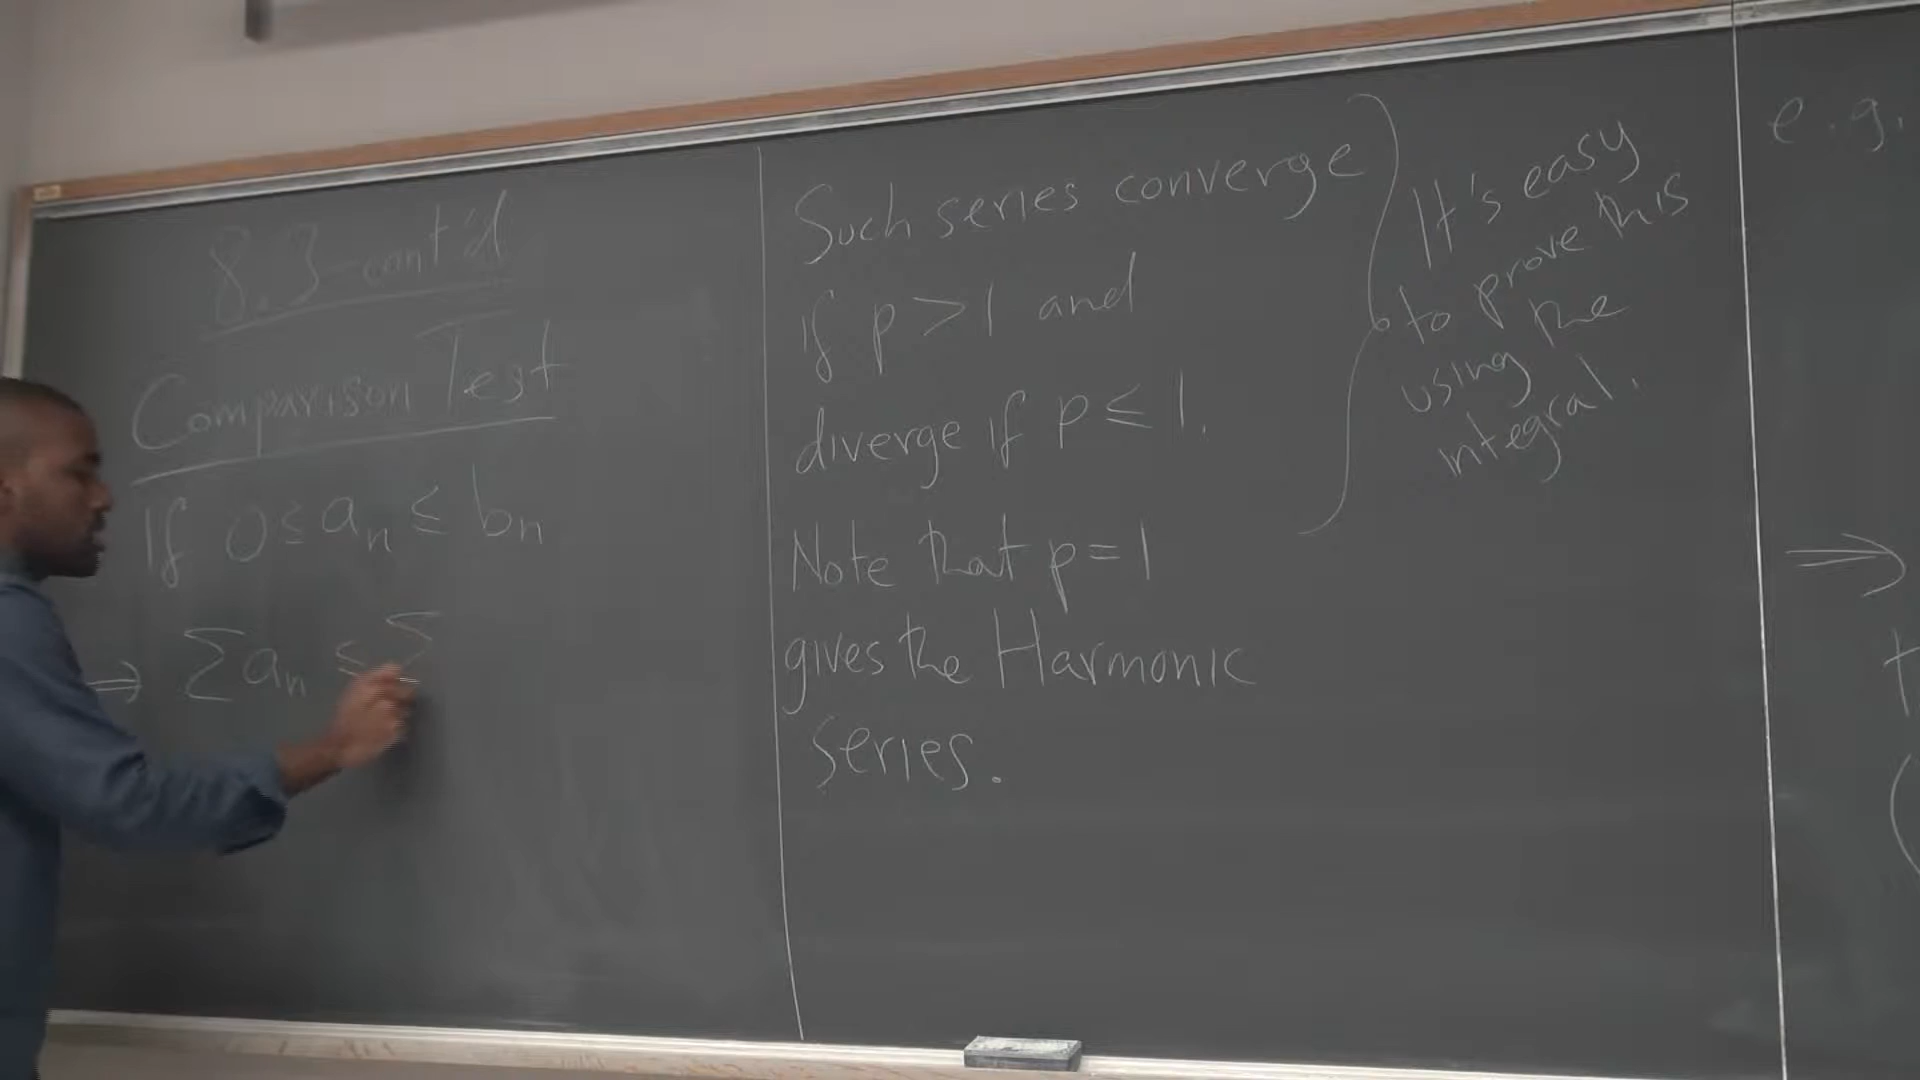 8.3-cont'd
Comparison Test
If 0 ≤ aₙ ≤ bₙ
⇒ ∑ aₙ ≤ ∑
Such series converge
if p > 1 and
diverge if p ≤ 1.
Note that p = 1
gives the Harmonic
series.
It's easy
to prove this
using the
integral.
e.g.
⇒